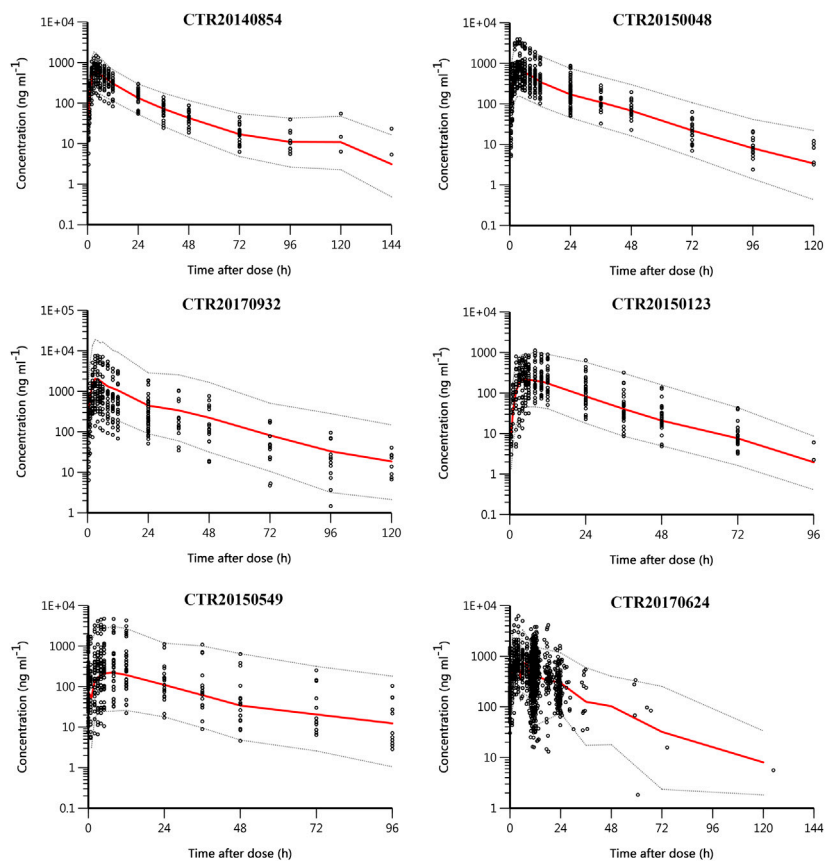 CTR20140854
1E+04
1000
100
10
1
0.1
Concentration (ng ml⁻¹)
0 24 48 72 96 120 144
Time after dose (h)
CTR20150048
1E+04
1000
100
10
1
0.1
Concentration (ng ml⁻¹)
0 24 48 72 96 120
Time after dose (h)
CTR20170932
1E+05
1E+04
1000
100
10
1
Concentration (ng ml⁻¹)
0 24 48 72 96 120
Time after dose (h)
CTR20150123
1E+04
1000
100
10
1
0.1
Concentration (ng ml⁻¹)
0 12 24 36 48 60 72 84 96
Time after dose (h)
CTR20150549
1E+04
1000
100
10
1
0.1
Concentration (ng ml⁻¹)
0 24 48 72 96
Time after dose (h)
CTR20170624
1E+04
1000
100
10
1
Concentration (ng ml⁻¹)
0 24 48 72 96 120 144
Time after dose (h)